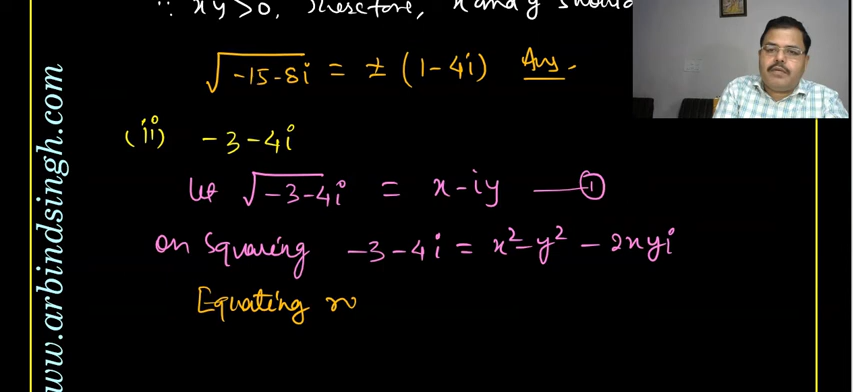 ∵ xy > 0, Therefore, x and y should
√-15-8i = ± (1-4i) Ans.
(ii) -3-4i
let √-3-4i = x-iy —— ①
on Squaring -3-4i = x²-y² - 2xyi
Equating
www.arbindsingh.com